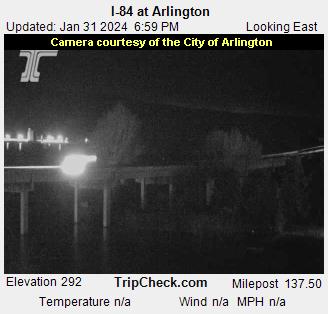 I-84 at Arlington
Updated: Jan 31 2024 6:59 PM Looking East
Camera courtesy of the City of Arlington
Elevation 292 TripCheck.com Milepost 137.50
Temperature n/a Wind n/a MPH n/a